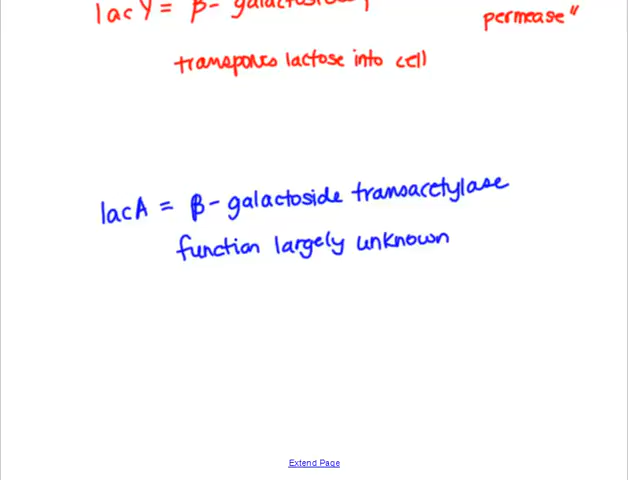 lacY = β-galactoside
permease"
transports lactose into cell
lacA = β-galactoside transacetylase
function largely unknown
Extend Page